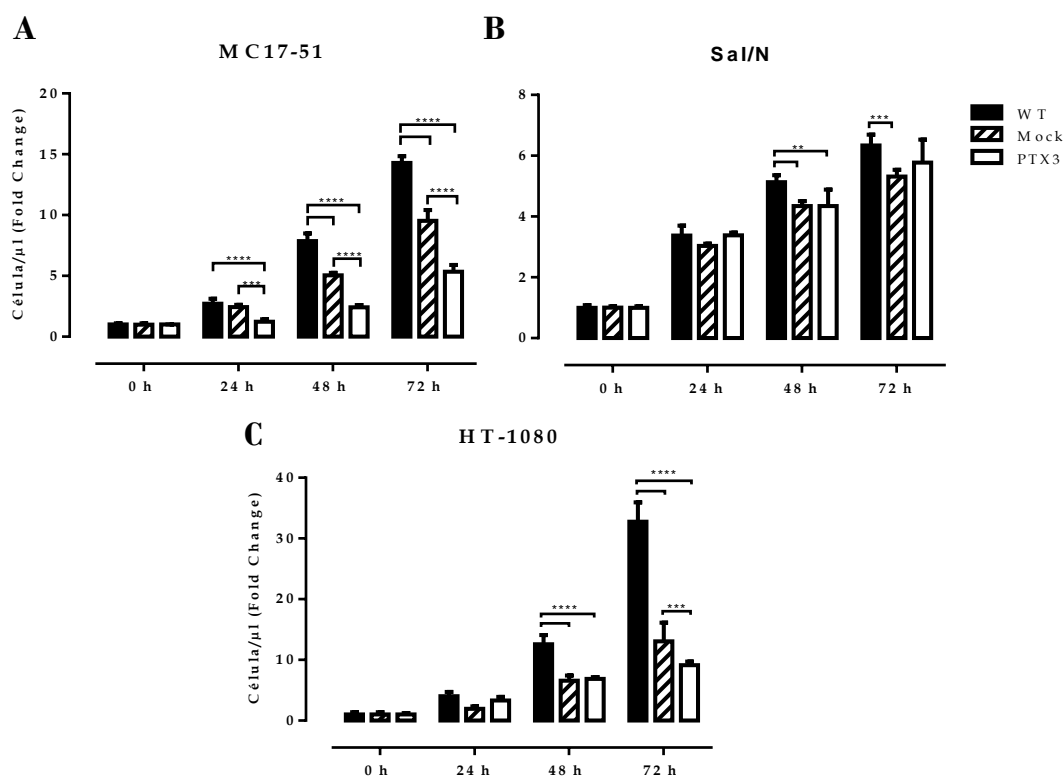 A
MC17-51
Célula/µl (Fold Change)
20
15
10
5
0
****
***
****
****
****
****
0 h
24 h
48 h
72 h
B
Sal/N
8
6
4
2
0
**
***
0 h
24 h
48 h
72 h
WT
Mock
PTX3
C
HT-1080
Célula/µl (Fold Change)
40
30
20
10
0
****
****
***
0 h
24 h
48 h
72 h